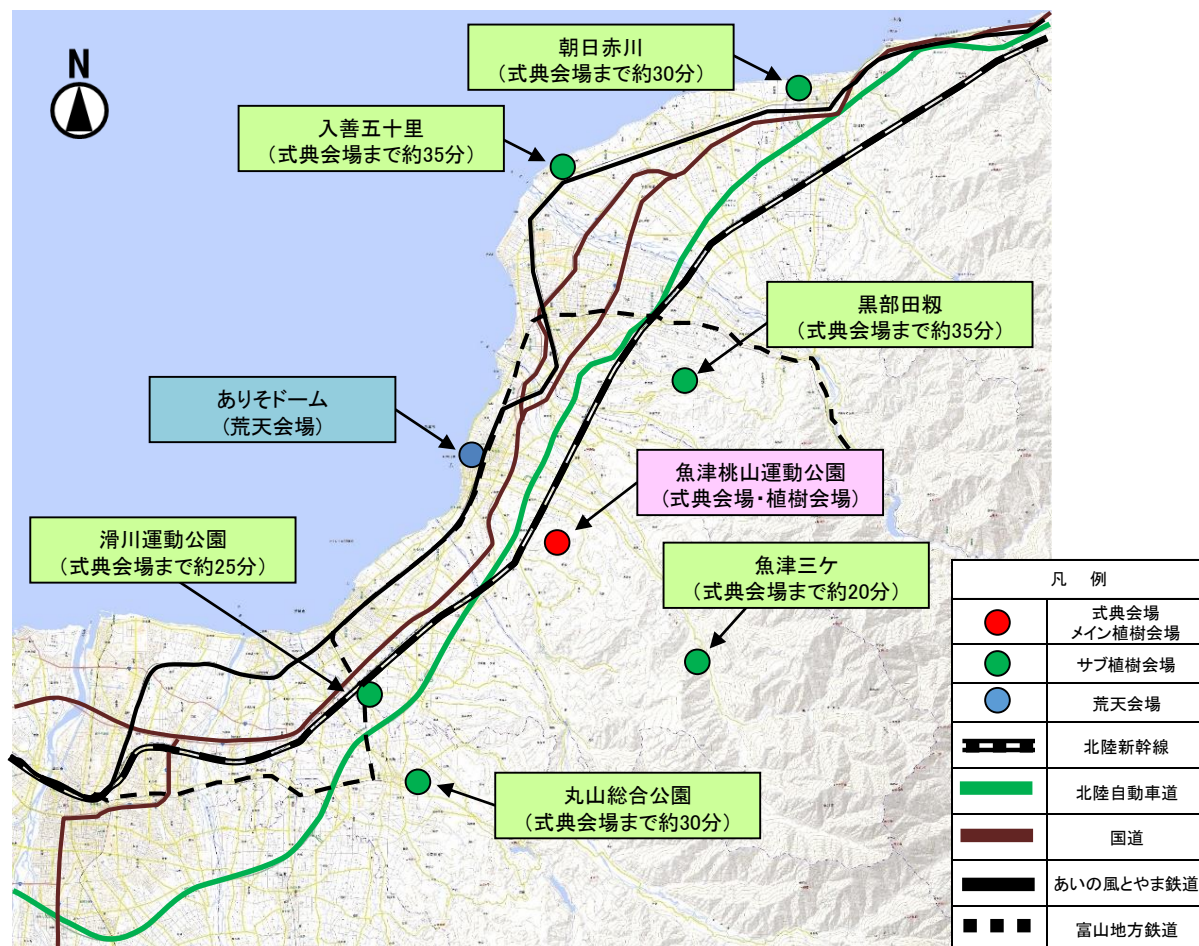 N
朝日赤川
(式典会場まで約30分)
入善五十里
(式典会場まで約35分)
黒部田籾
(式典会場まで約35分)
ありそドーム
(荒天会場)
魚津桃山運動公園
(式典会場・植樹会場)
滑川運動公園
(式典会場まで約25分)
魚津三ケ
(式典会場まで約20分)
丸山総合公園
(式典会場まで約30分)
凡 例
式典会場
メイン植樹会場
サブ植樹会場
荒天会場
北陸新幹線
北陸自動車道
国道
あいの風とやま鉄道
富山地方鉄道